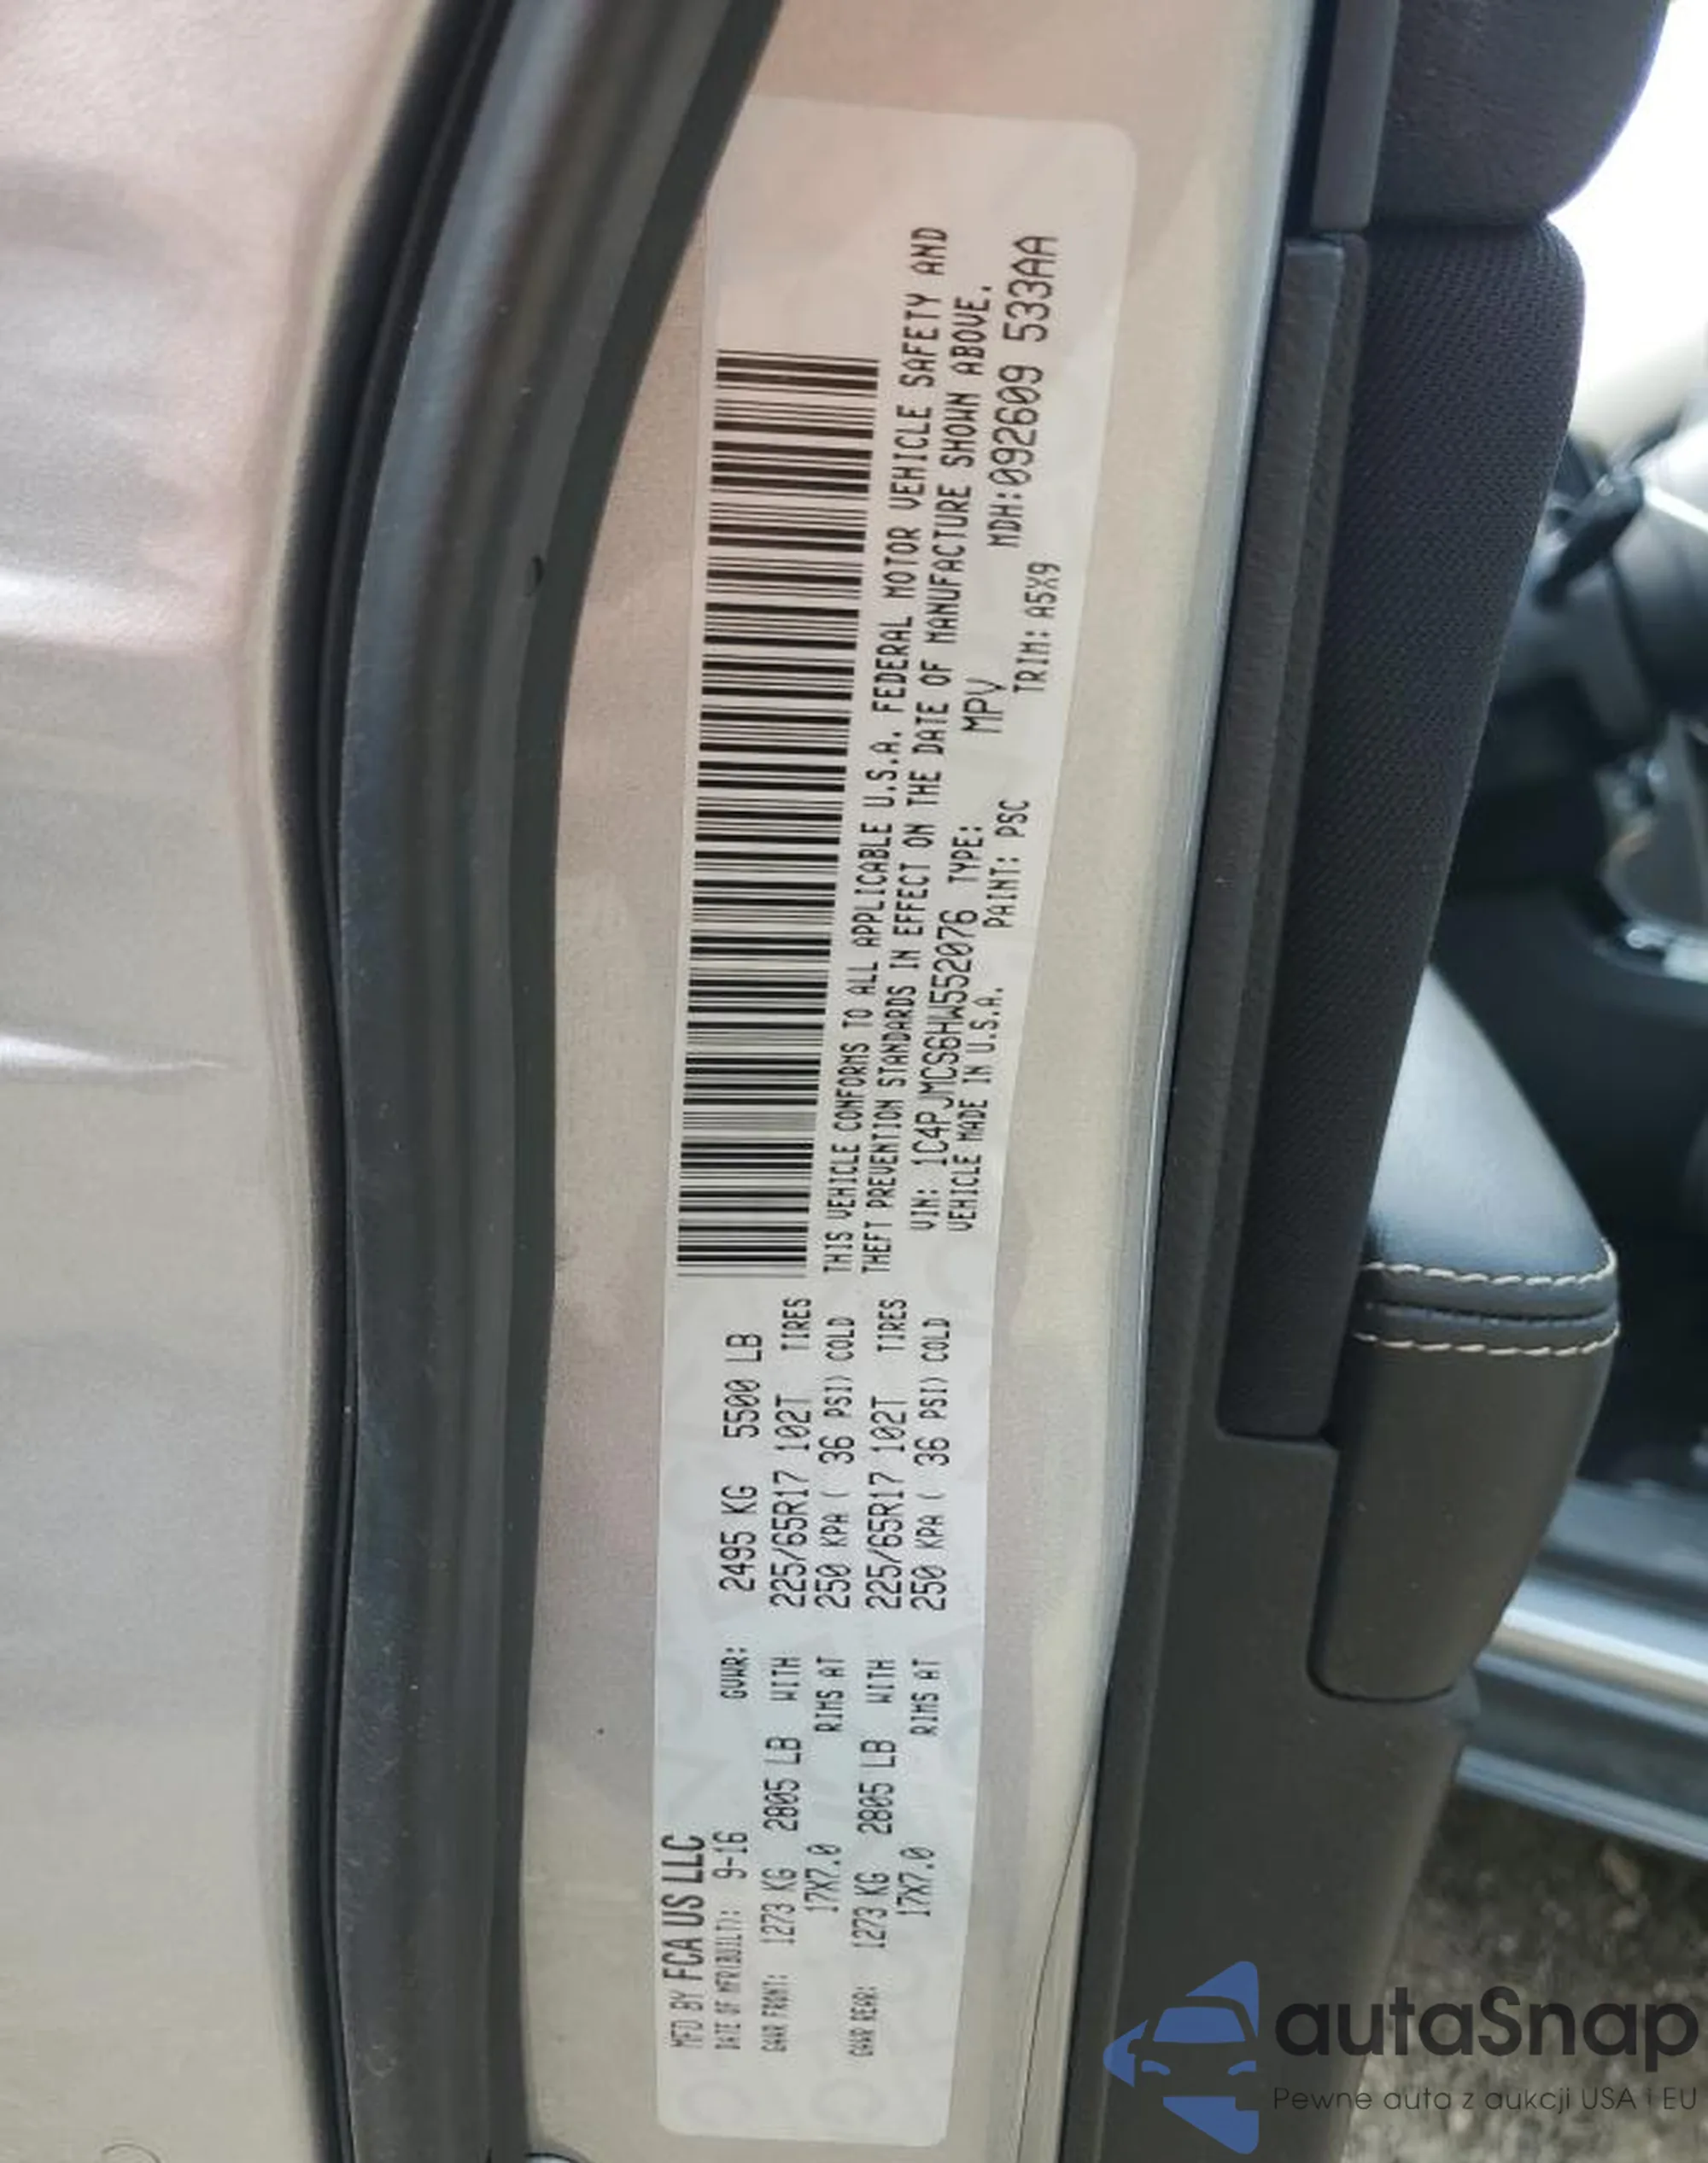 MFD BY FCA US LLC
DATE OF MFR(BUILT): 9-16 GVWR: 2495 KG 5500 LB
GAWR FRONT: 1273 KG 2805 LB WITH 225/65R17 102T TIRES
17X7.0 RIMS AT 250 KPA ( 36 PSI) COLD
GAWR REAR: 1273 KG 2805 LB WITH 225/65R17 102T TIRES
17X7.0 RIMS AT 250 KPA ( 36 PSI) COLD
THIS VEHICLE CONFORMS TO ALL APPLICABLE U.S.A. FEDERAL MOTOR VEHICLE SAFETY AND
THEFT PREVENTION STANDARDS IN EFFECT ON THE DATE OF MANUFACTURE SHOWN ABOVE.
VIN: 1C4PJMCS6HW552076 TYPE: MPV MDH:092609 533AA
VEHICLE MADE IN U.S.A. PAINT: PSC TRIM: A5X9
autaSnap
Pewne auta z aukcji USA i EU